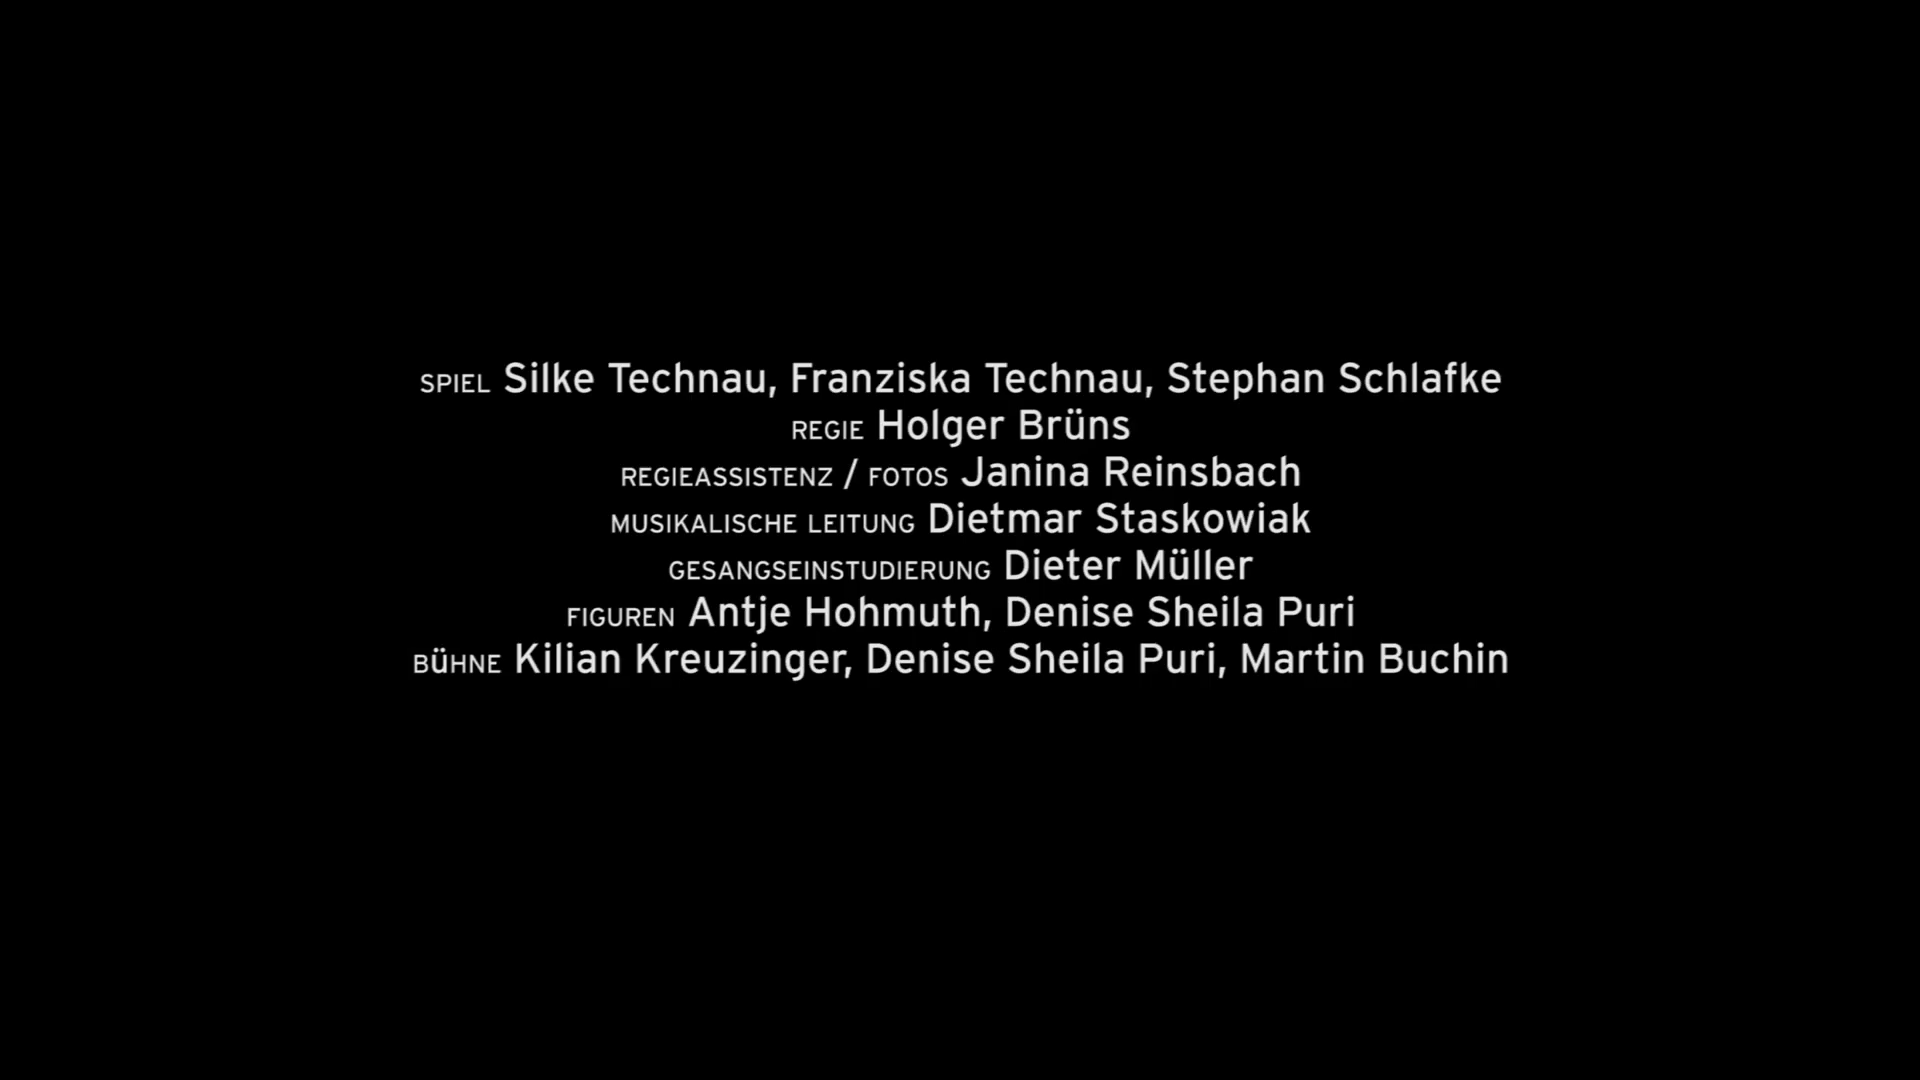 SPIEL Silke Technau, Franziska Technau, Stephan Schlafke
REGIE Holger Brüns
REGIEASSISTENZ / FOTOS Janina Reinsbach
MUSIKALISCHE LEITUNG Dietmar Staskowiak
GESANGSEINSTUDIERUNG Dieter Müller
FIGUREN Antje Hohmuth, Denise Sheila Puri
BüHNE Kilian Kreuzinger, Denise Sheila Puri, Martin Buchin